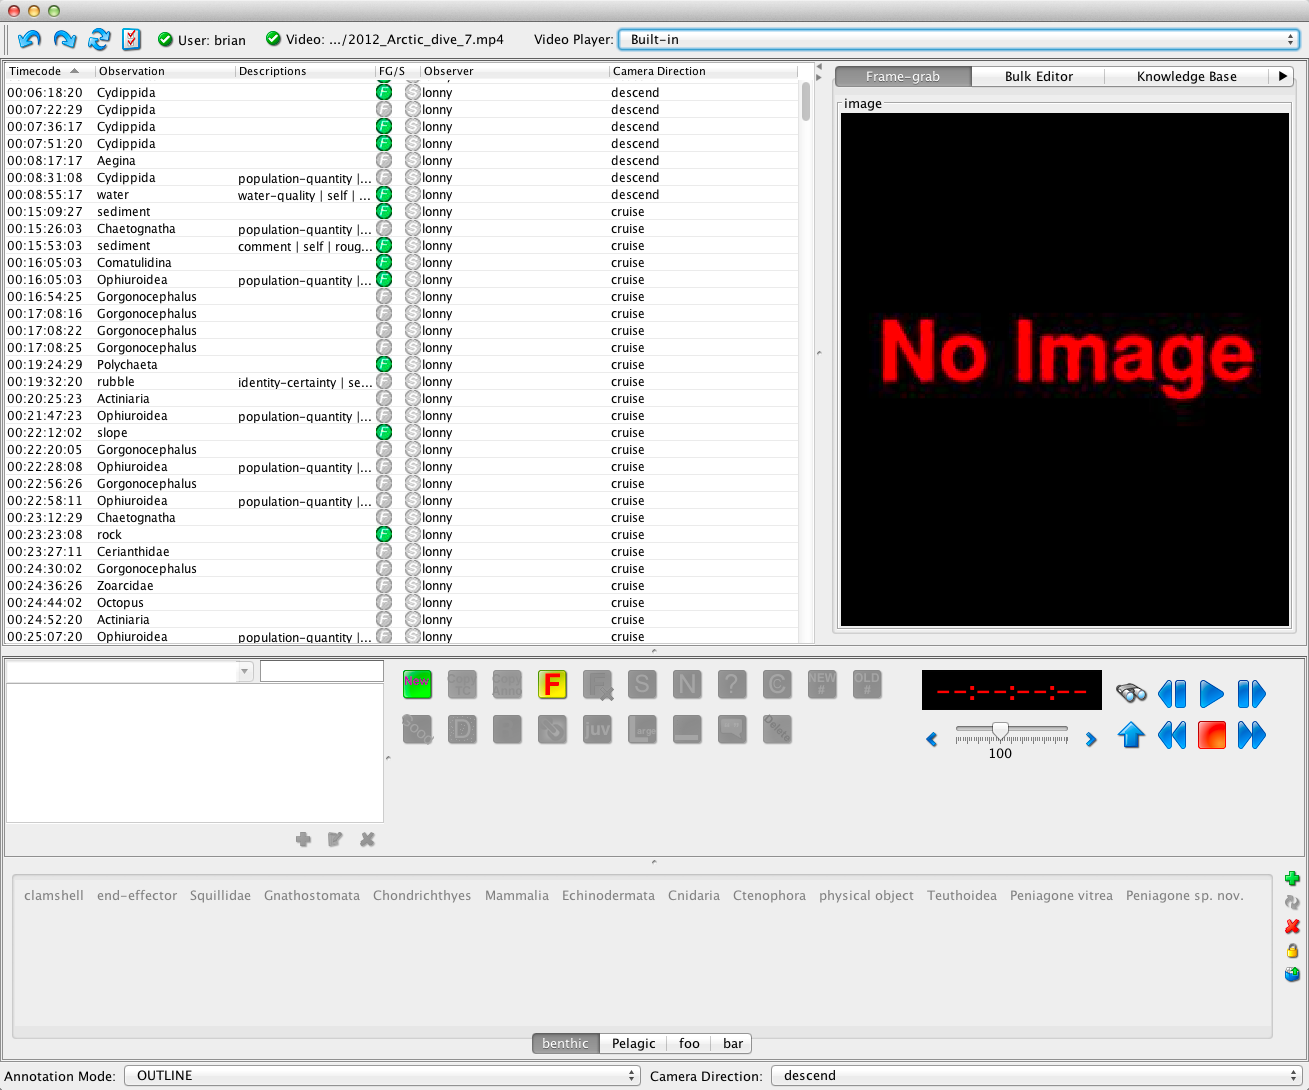 User: brian Video: .../2012_Arctic_dive_7.mp4 Video Player: Built-in
Timecode Observation Descriptions FG/S Observer Camera Direction
00:06:18:20 Cydippida F S lonny descend
00:07:22:29 Cydippida F S lonny descend
00:07:36:17 Cydippida F S lonny descend
00:07:51:20 Cydippida F S lonny descend
00:08:17:17 Aegina F S lonny descend
00:08:31:08 Cydippida population-quantity |... F S lonny descend
00:08:55:17 water water-quality | self | ... F S lonny descend
00:15:09:27 sediment F S lonny cruise
00:15:26:03 Chaetognatha population-quantity |... F S lonny cruise
00:15:53:03 sediment comment | self | roug... F S lonny cruise
00:16:05:03 Comatulidina F S lonny cruise
00:16:05:03 Ophiuroidea population-quantity |... F S lonny cruise
00:16:54:25 Gorgonocephalus F S lonny cruise
00:17:08:16 Gorgonocephalus F S lonny cruise
00:17:08:22 Gorgonocephalus F S lonny cruise
00:17:08:25 Gorgonocephalus F S lonny cruise
00:19:24:29 Polychaeta F S lonny cruise
00:19:32:20 rubble identity-certainty | se... F S lonny cruise
00:20:25:23 Actiniaria F S lonny cruise
00:21:47:23 Ophiuroidea population-quantity |... F S lonny cruise
00:22:12:02 slope F S lonny cruise
00:22:20:05 Gorgonocephalus F S lonny cruise
00:22:28:08 Ophiuroidea population-quantity |... F S lonny cruise
00:22:56:26 Gorgonocephalus F S lonny cruise
00:22:58:11 Ophiuroidea population-quantity |... F S lonny cruise
00:23:12:29 Chaetognatha F S lonny cruise
00:23:23:08 rock F S lonny cruise
00:23:27:11 Cerianthidae F S lonny cruise
00:24:30:02 Gorgonocephalus F S lonny cruise
00:24:36:26 Zoarcidae F S lonny cruise
00:24:44:02 Octopus F S lonny cruise
00:24:52:20 Actiniaria F S lonny cruise
00:25:07:20 Ophiuroidea population-quantity |... F S lonny cruise
Frame-grab Bulk Editor Knowledge Base
image
No Image
New Copy TC Copy Anno F F S N ? © NEW # OLD #
D juv Large Delete
--:--:--:--
100
clamshell end-effector Squillidae Gnathostomata Chondrichthyes Mammalia Echinodermata Cnidaria Ctenophora physical object Teuthoidea Peniagone vitrea Peniagone sp. nov.
benthic Pelagic foo bar
Annotation Mode: OUTLINE Camera Direction: descend